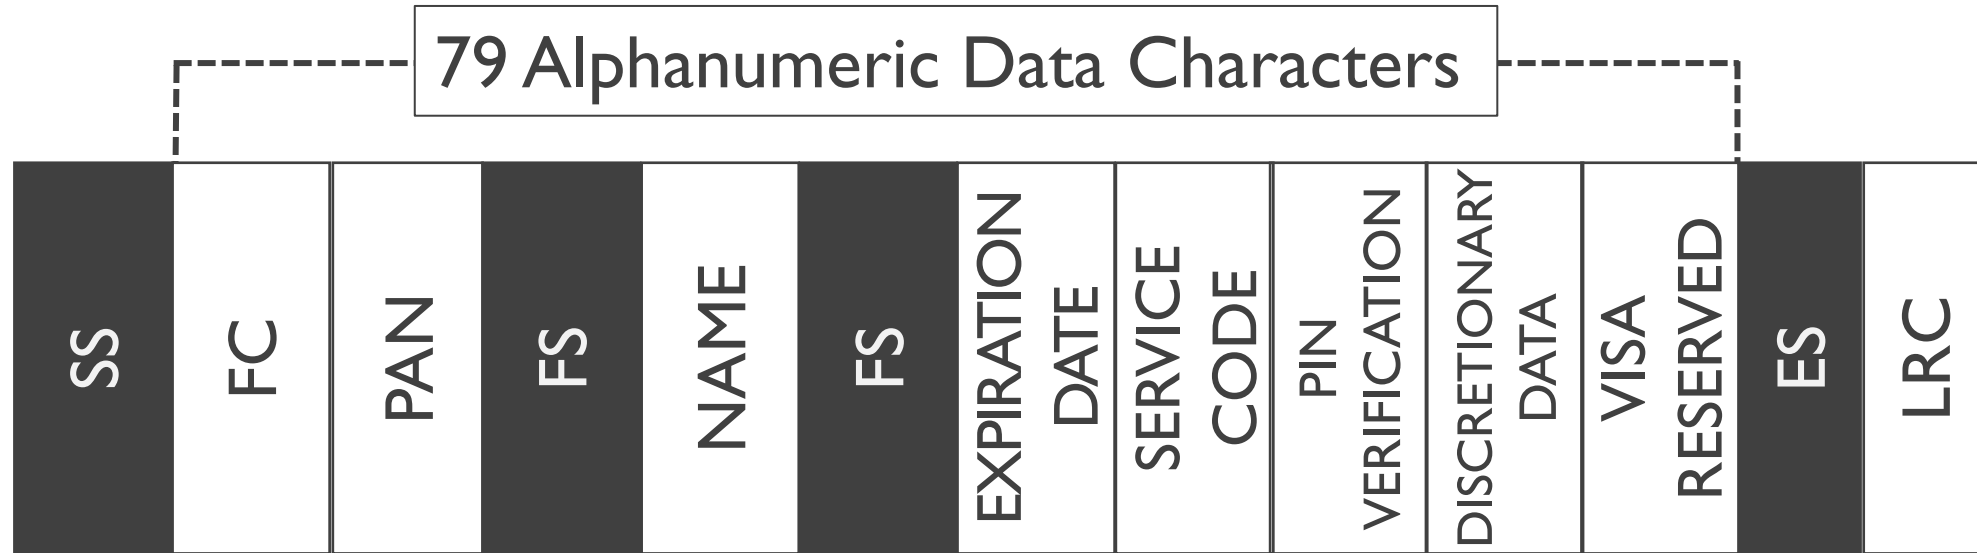 79 Alphanumeric Data Characters
SS
FC
PAN
FS
NAME
FS
EXPIRATION
DATE
SERVICE
CODE
PIN
VERIFICATION
DISCRETIONARY
DATA
VISA
RESERVED
ES
LRC